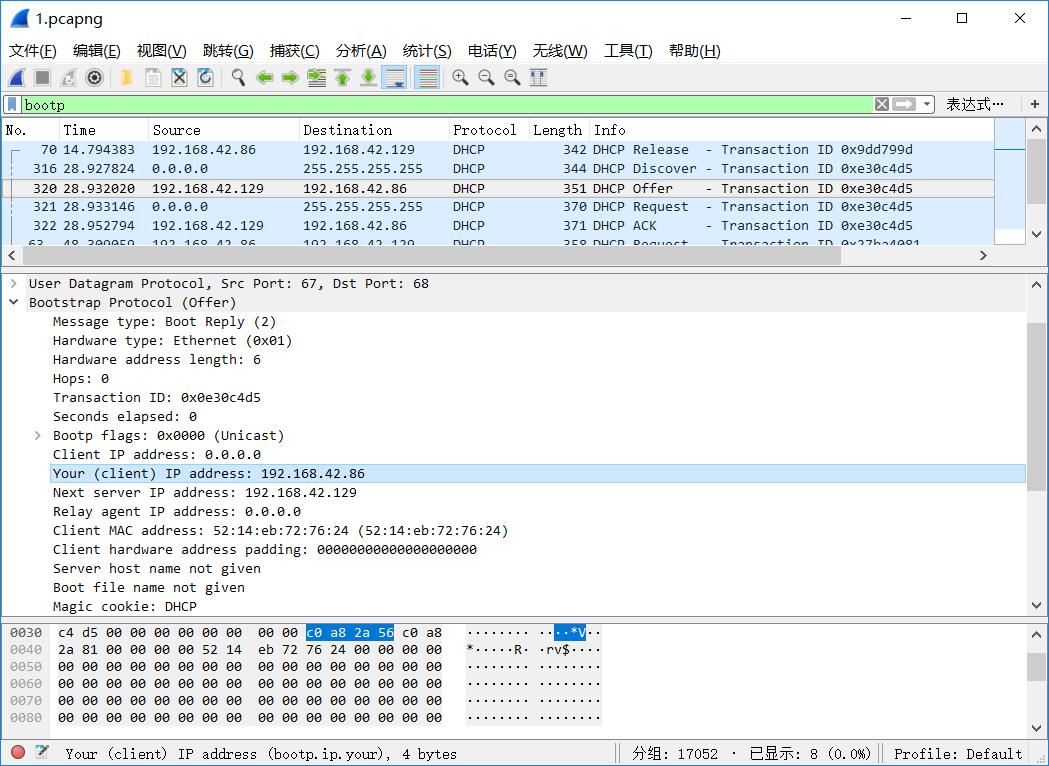 1.pcapng
文件(F) 编辑(E) 视图(V) 跳转(G) 捕获(C) 分析(A) 统计(S) 电话(Y) 无线(W) 工具(T) 帮助(H)
bootp 表达式… +
No. Time Source Destination Protocol Length Info
70 14.794383 192.168.42.86 192.168.42.129 DHCP 342 DHCP Release - Transaction ID 0x9dd799d
316 28.927824 0.0.0.0 255.255.255.255 DHCP 344 DHCP Discover - Transaction ID 0xe30c4d5
320 28.932020 192.168.42.129 192.168.42.86 DHCP 351 DHCP Offer - Transaction ID 0xe30c4d5
321 28.933146 0.0.0.0 255.255.255.255 DHCP 370 DHCP Request - Transaction ID 0xe30c4d5
322 28.952794 192.168.42.129 192.168.42.86 DHCP 371 DHCP ACK - Transaction ID 0xe30c4d5
48.309059 192.168.42.86 192.168.42.129 DHCP 358 DHCP Request - Transaction ID
User Datagram Protocol, Src Port: 67, Dst Port: 68
Bootstrap Protocol (Offer)
Message type: Boot Reply (2)
Hardware type: Ethernet (0x01)
Hardware address length: 6
Hops: 0
Transaction ID: 0x0e30c4d5
Seconds elapsed: 0
Bootp flags: 0x0000 (Unicast)
Client IP address: 0.0.0.0
Your (client) IP address: 192.168.42.86
Next server IP address: 192.168.42.129
Relay agent IP address: 0.0.0.0
Client MAC address: 52:14:eb:72:76:24 (52:14:eb:72:76:24)
Client hardware address padding: 00000000000000000000
Server host name not given
Boot file name not given
Magic cookie: DHCP
0030 c4 d5 00 00 00 00 00 00 00 00 c0 a8 2a 56 c0 a8 ········ ····*V··
0040 2a 81 00 00 00 00 52 14 eb 72 76 24 00 00 00 00 *·····R· ·rv$····
0050 00 00 00 00 00 00 00 00 00 00 00 00 00 00 00 00 ········ ········
0060 00 00 00 00 00 00 00 00 00 00 00 00 00 00 00 00 ········ ········
0070 00 00 00 00 00 00 00 00 00 00 00 00 00 00 00 00 ········ ········
0080 00 00 00 00 00 00 00 00 00 00 00 00 00 00 00 00 ········ ········
Your (client) IP address (bootp.ip.your), 4 bytes 分组: 17052 · 已显示: 8 (0.0%) Profile: Default